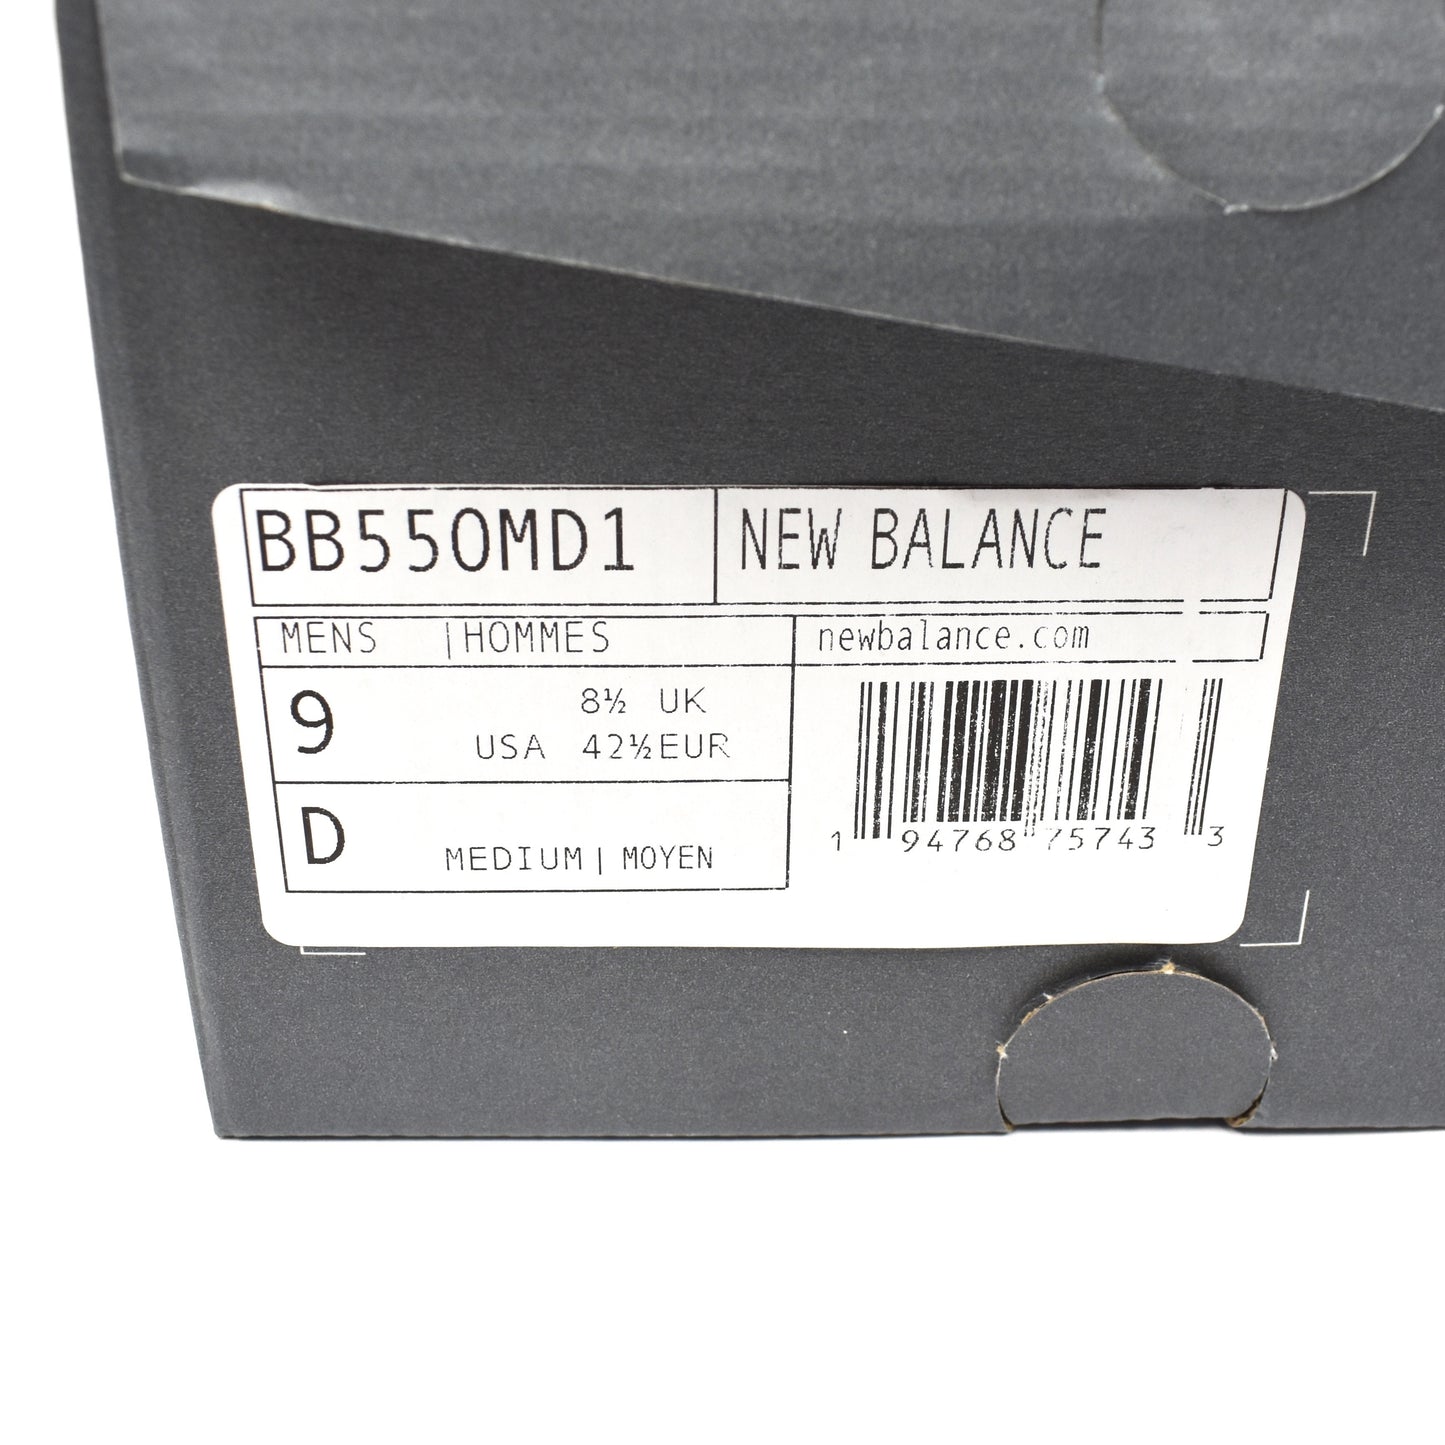 BB550MD1 NEW BALANCE
MENS |HOMMES newbalance.com
9 8½ UK
USA 42½EUR
D MEDIUM| MOYEN
1 94768 75743 3